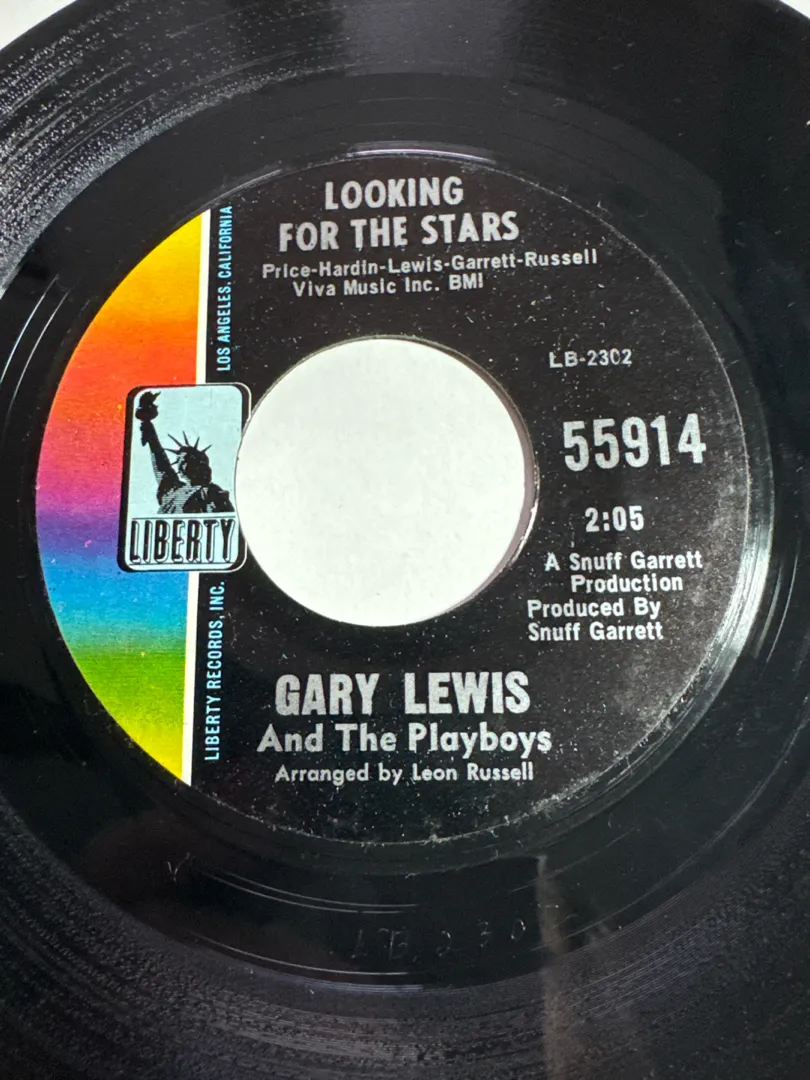 LOOKING
FOR THE STARS
Price-Hardin-Lewis-Garrett-Russell
Viva Music Inc. BMI
LB-2302
55914
2:05
A Snuff Garrett
Production
Produced By
Snuff Garrett
LIBERTY
LIBERTY RECORDS, INC.
LOS ANGELES, CALIFORNIA
GARY LEWIS
And The Playboys
Arranged by Leon Russell